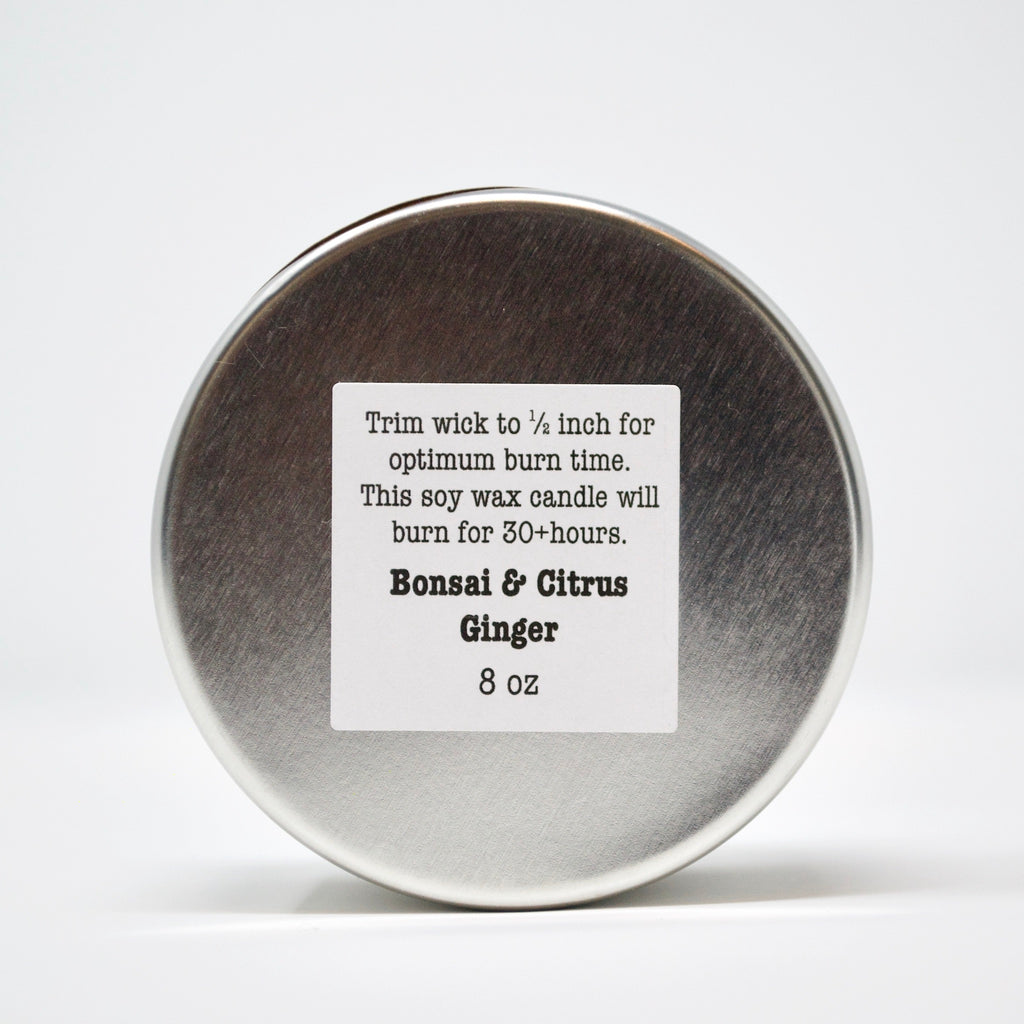 Trim wick to ½ inch for
optimum burn time.
This soy wax candle will
burn for 30+hours.
Bonsai & Citrus
Ginger
8 oz